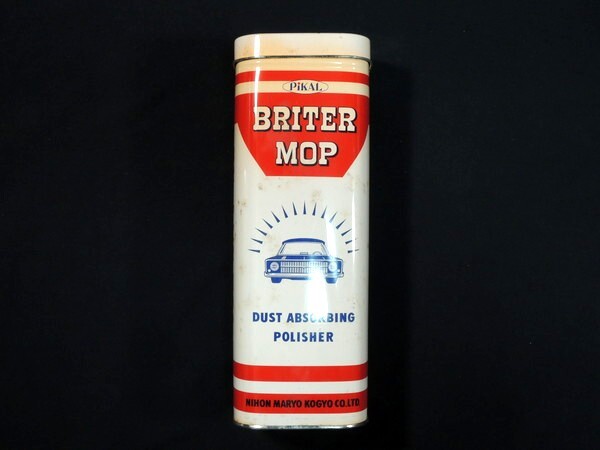 PiKAL
BRITER
MOP
DUST ABSORBING
POLISHER
NIHON MARYO KOGYO CO.LTD.